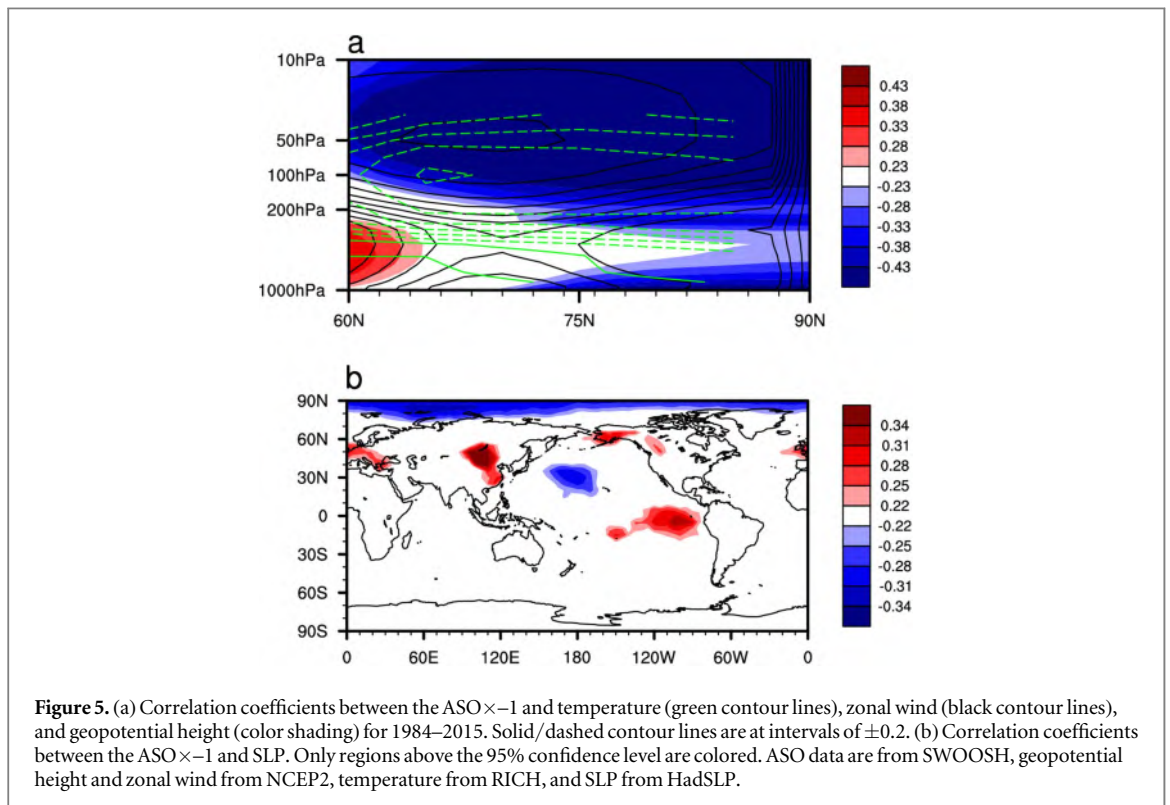 a
10hPa
50hPa
100hPa
200hPa
1000hPa
60N 75N 90N
0.43
0.38
0.33
0.28
0.23
-0.23
-0.28
-0.33
-0.38
-0.43
b
90N
60N
30N
0
30S
60S
90S
0 60E 120E 180 120W 60W 0
0.34
0.31
0.28
0.25
0.22
-0.22
-0.25
-0.28
-0.31
-0.34
Figure 5. (a) Correlation coefficients between the ASO×−1 and temperature (green contour lines), zonal wind (black contour lines),
and geopotential height (color shading) for 1984–2015. Solid/dashed contour lines are at intervals of ±0.2. (b) Correlation coefficients
between the ASO×−1 and SLP. Only regions above the 95% confidence level are colored. ASO data are from SWOOSH, geopotential
height and zonal wind from NCEP2, temperature from RICH, and SLP from HadSLP.